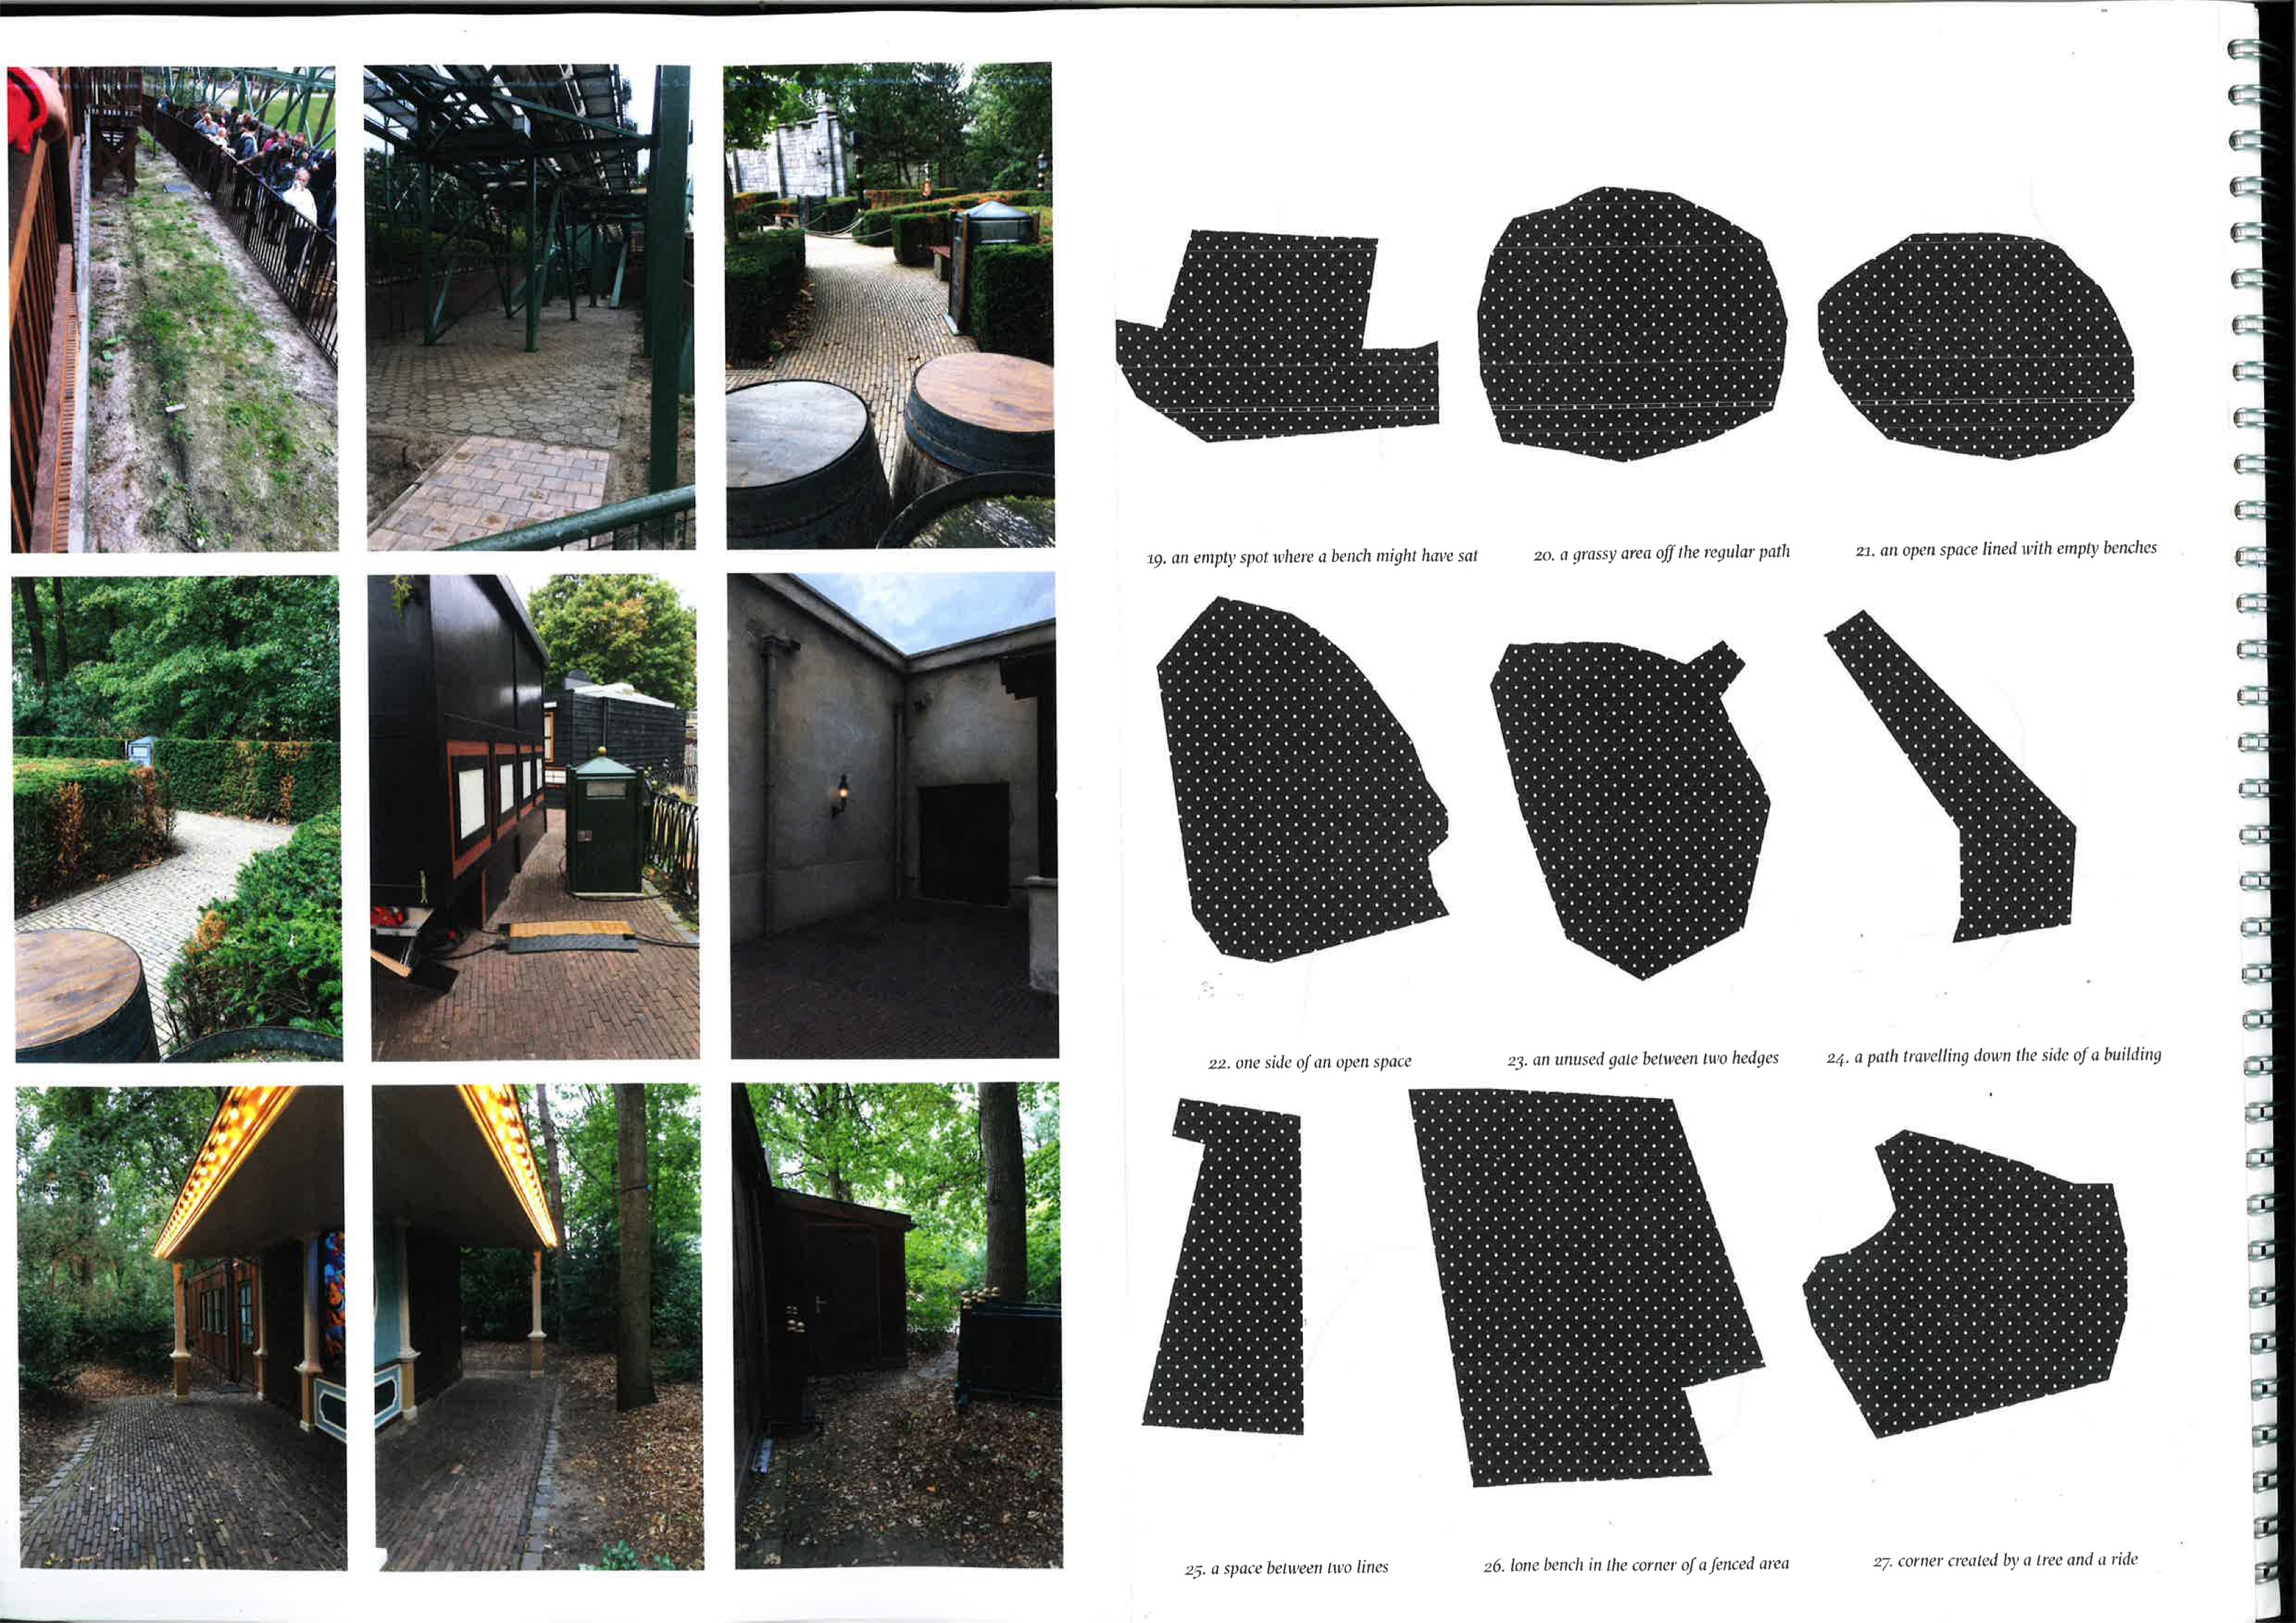 19. an empty spot where a bench might have sat
20. a grassy area off the regular path
21. an open space lined with empty benches
22. one side of an open space
23. an unused gate between two hedges
24. a path travelling down the side of a building
25. a space between two lines
26. lone bench in the corner of a fenced area
27. corner created by a tree and a ride